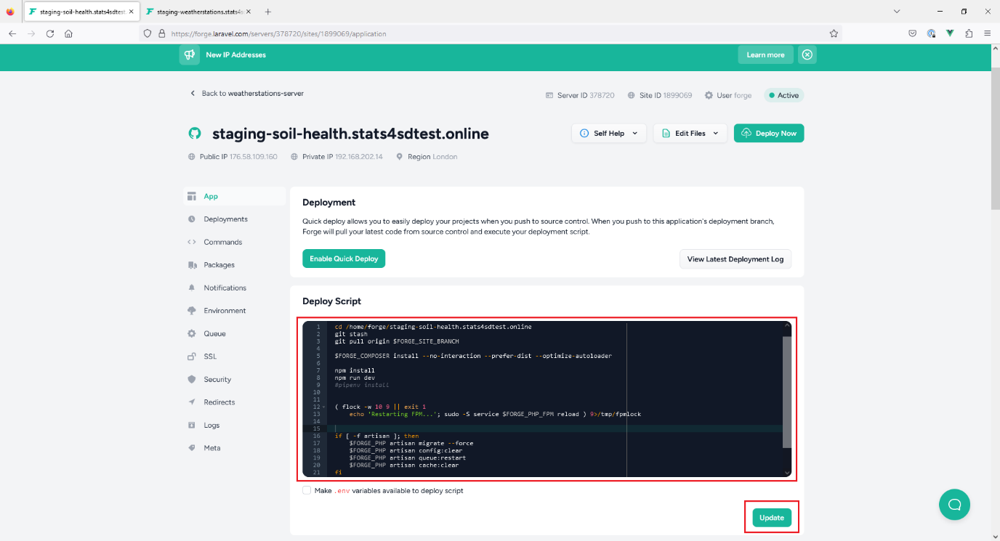 staging-soil-health.stats4sdtest.
staging-weatherstations.stats4s
https://forge.laravel.com/servers/378720/sites/1899069/application
New IP Addresses
Learn more
Back to weatherstations-server
Server ID 378720
Site ID 1899069
User forge
Active
staging-soil-health.stats4sdtest.online
Self Help
Edit Files
Deploy Now
Public IP 176.58.109.160
Private IP 192.168.202.14
Region London
App
Deployments
Commands
Packages
Notifications
Environment
Queue
SSL
Security
Redirects
Logs
Meta
Deployment
Quick deploy allows you to easily deploy your projects when you push to source control. When you push to this application's deployment branch,
Forge will pull your latest code from source control and execute your deployment script.
Enable Quick Deploy
View Latest Deployment Log
Deploy Script
1 cd /home/forge/staging-soil-health.stats4sdtest.online
2 git stash
3 git pull origin $FORGE_SITE_BRANCH
4
5 $FORGE_COMPOSER install --no-interaction --prefer-dist --optimize-autoloader
6
7 npm install
8 npm run dev
9 #pipenv install
10
11
12 ( flock -w 10 9 || exit 1
13 echo 'Restarting FPM...'; sudo -S service $FORGE_PHP_FPM reload ) 9>/tmp/fpmlock
14
15
16 if [ -f artisan ]; then
17 $FORGE_PHP artisan migrate --force
18 $FORGE_PHP artisan config:clear
19 $FORGE_PHP artisan queue:restart
20 $FORGE_PHP artisan cache:clear
21 fi
Make .env variables available to deploy script
Update